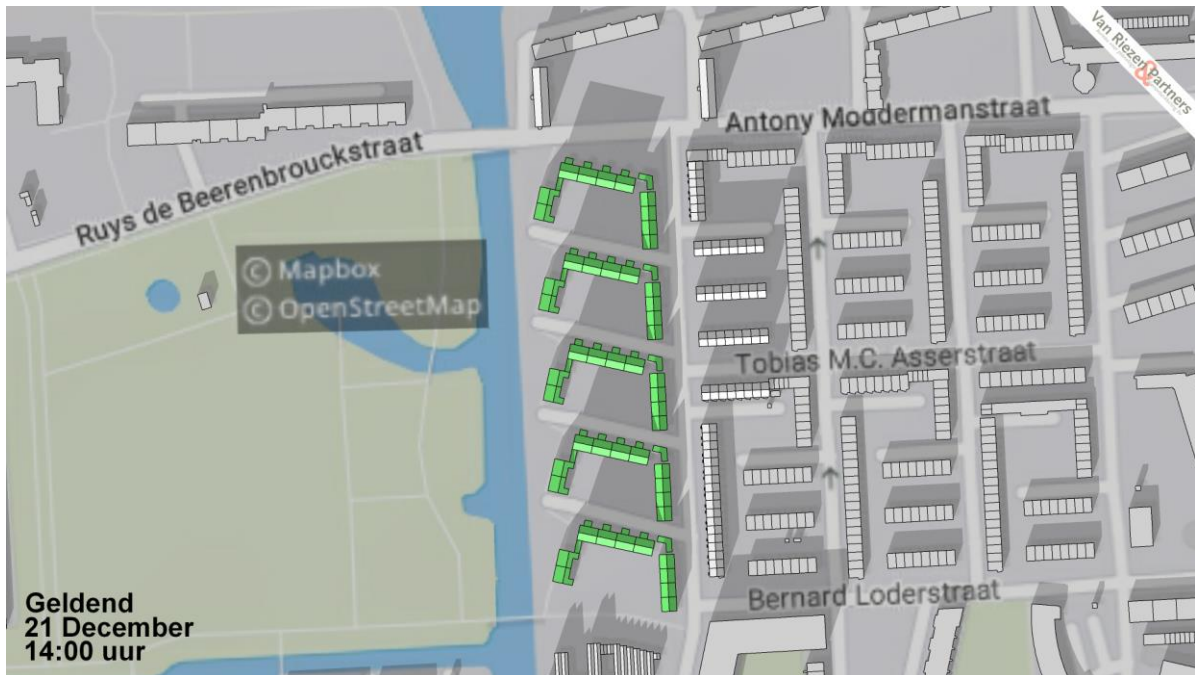 Van Riezen & Partners
Antony Moddermanstraat
Ruys de Beerenbrouckstraat
© Mapbox
© OpenStreetMap
Tobias M.C. Asserstraat
Bernard Loderstraat
Geldend
21 December
14:00 uur